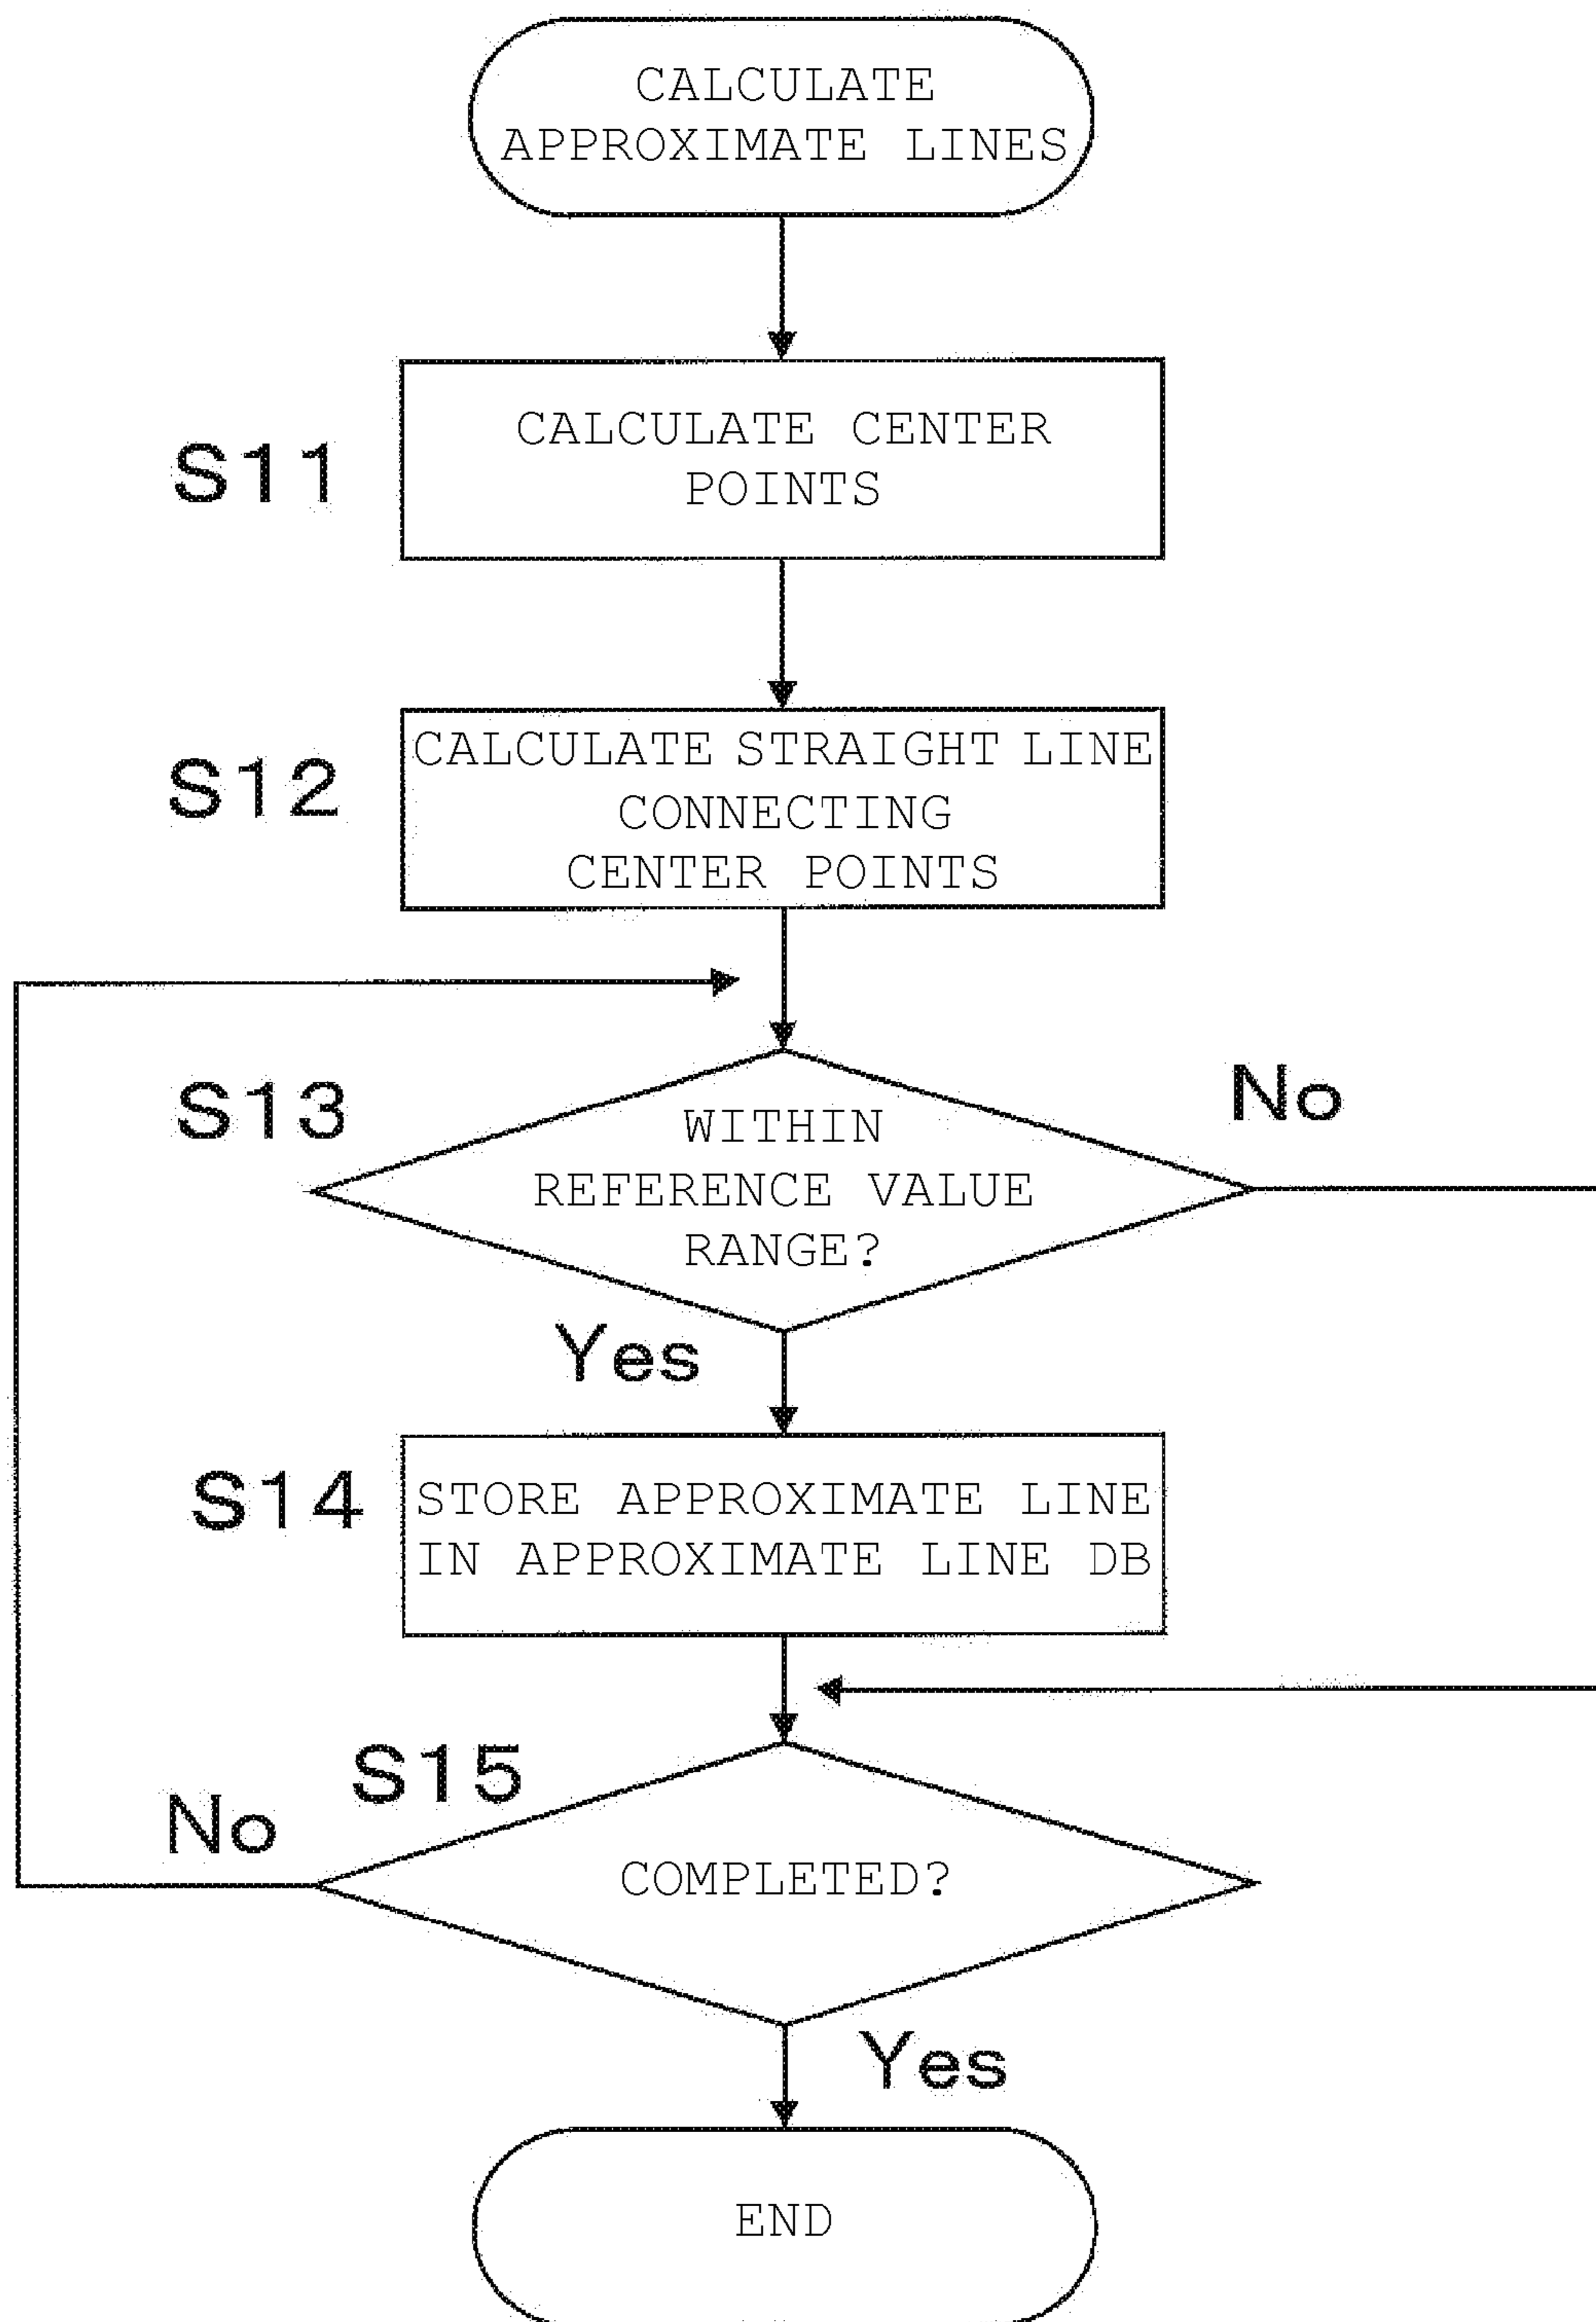 CALCULATE
APPROXIMATE LINES
S11
CALCULATE CENTER
POINTS
S12
CALCULATE STRAIGHT LINE
CONNECTING
CENTER POINTS
S13
WITHIN
REFERENCE VALUE
RANGE?
No
Yes
S14
STORE APPROXIMATE LINE
IN APPROXIMATE LINE DB
S15
No
COMPLETED?
Yes
END